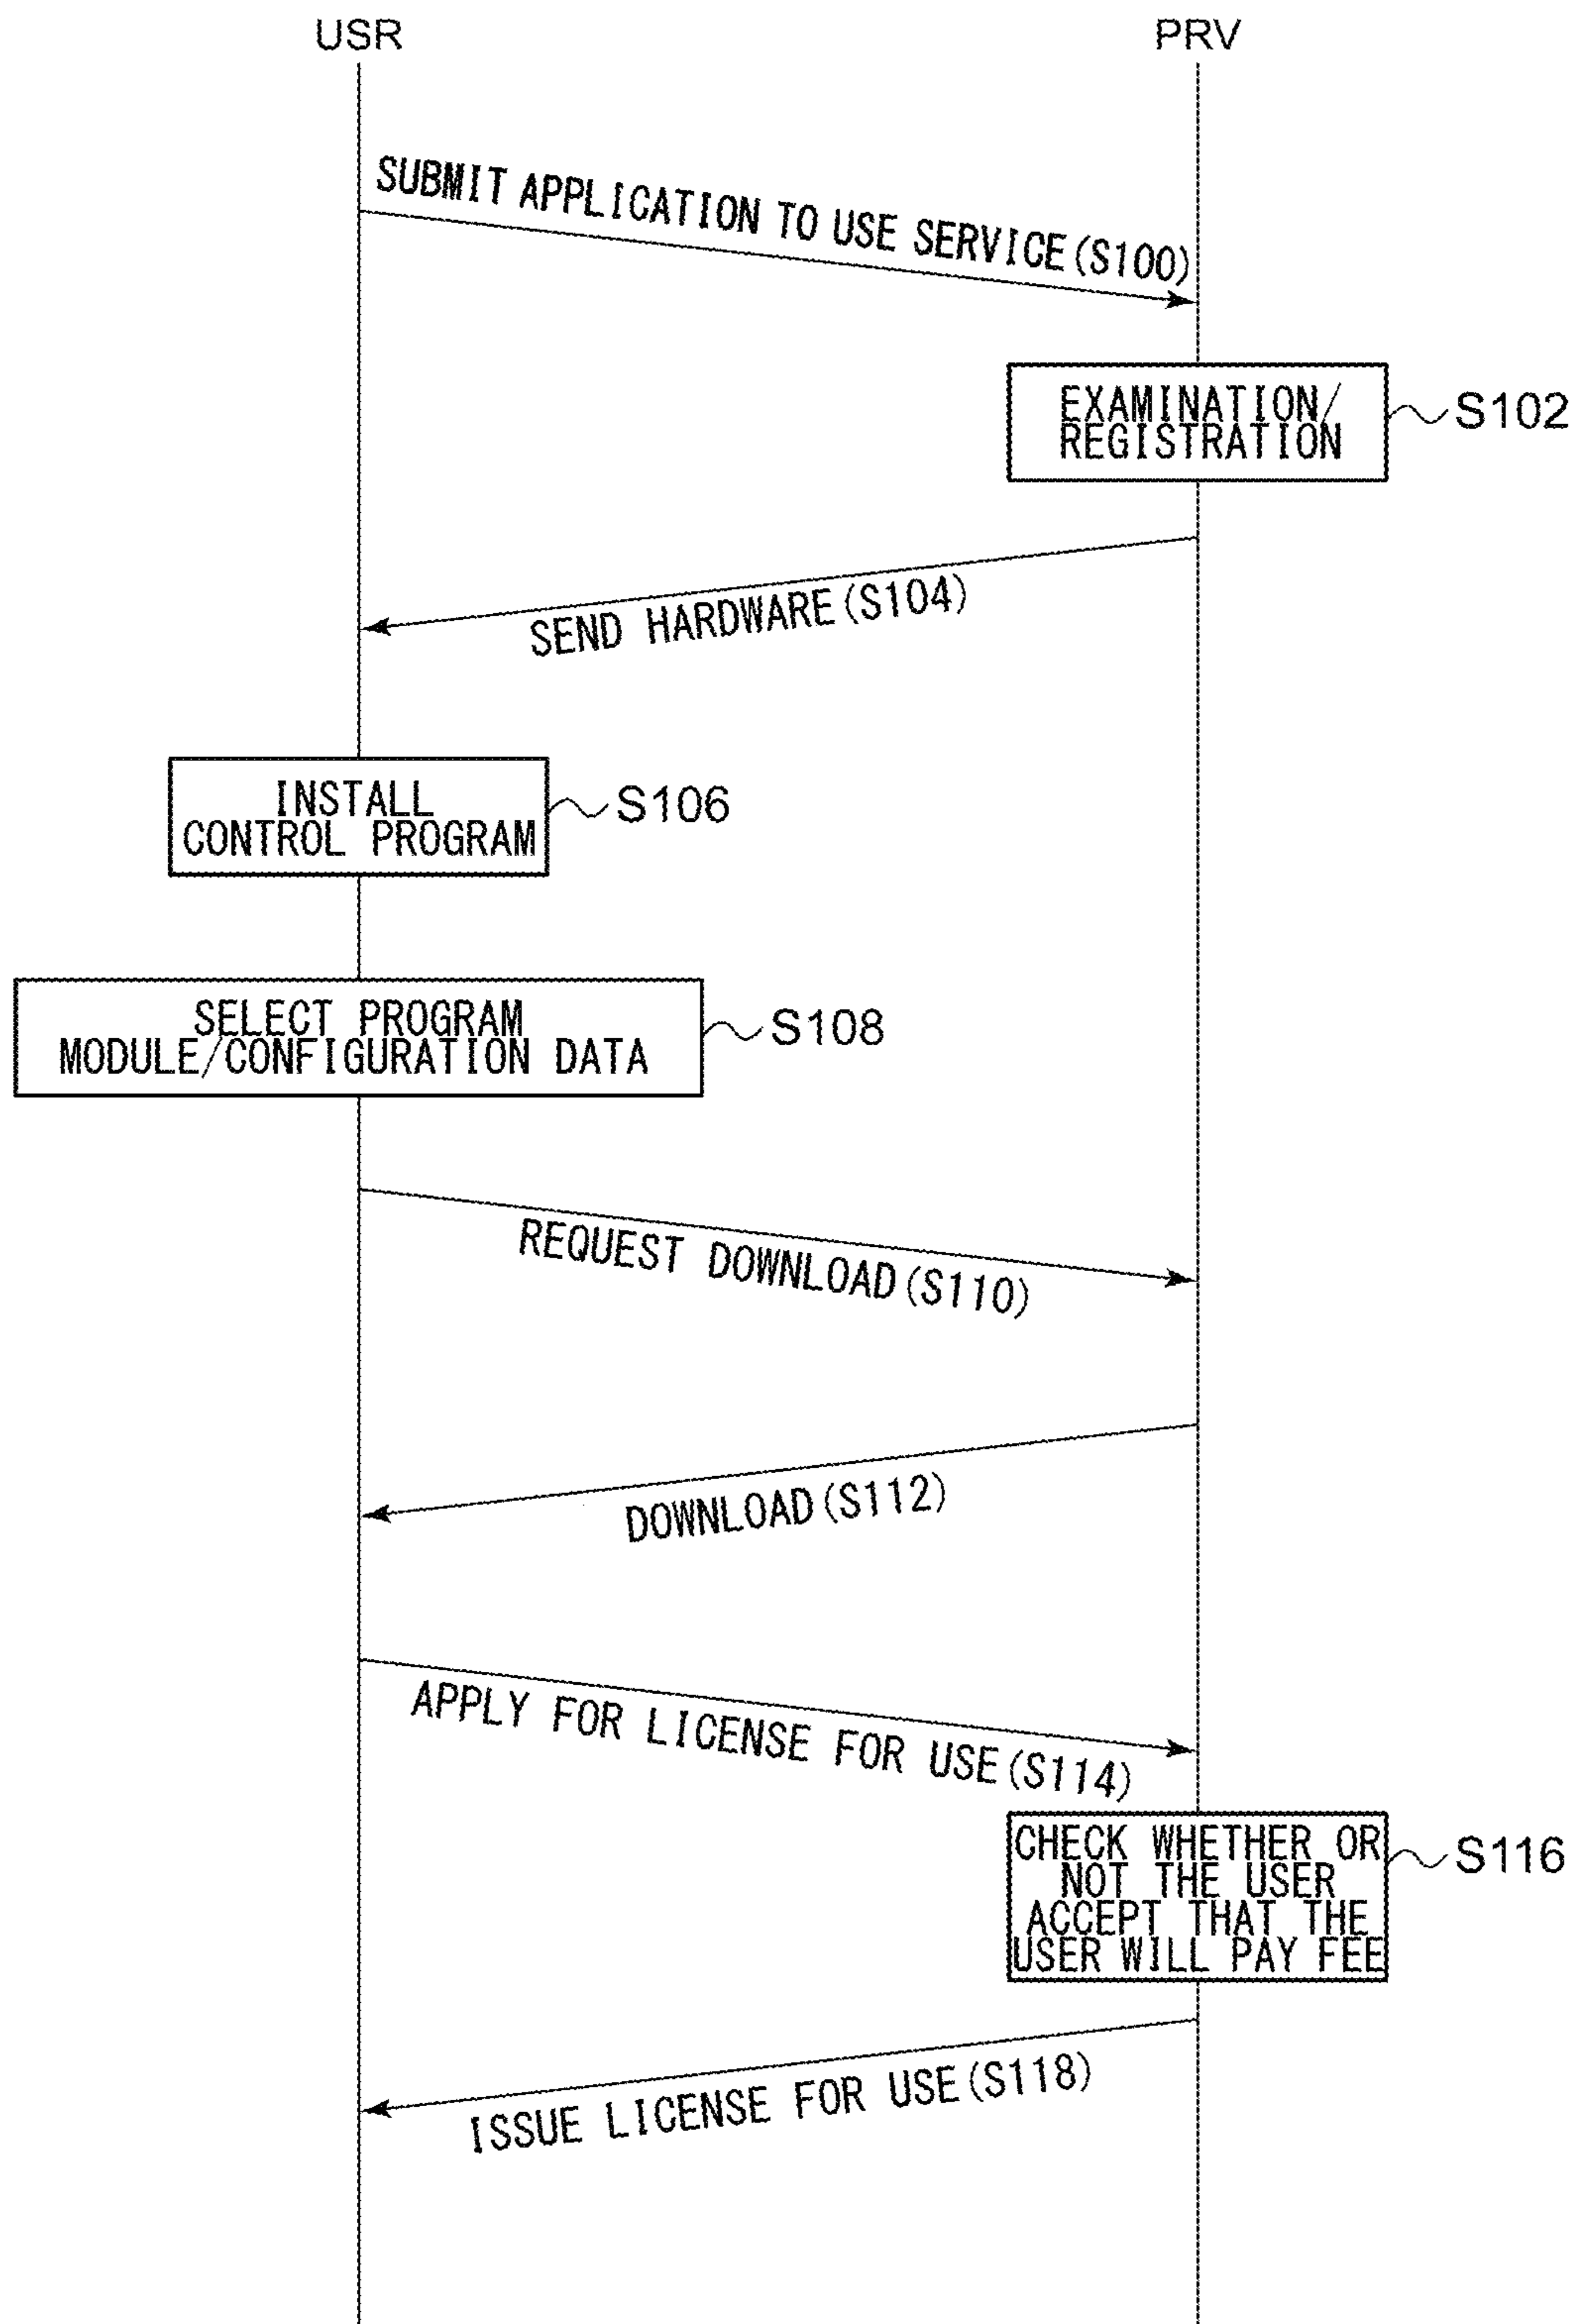 USR
PRV
SUBMIT APPLICATION TO USE SERVICE(S100)
EXAMINATION/
REGISTRATION
S102
SEND HARDWARE(S104)
INSTALL
CONTROL PROGRAM
S106
SELECT PROGRAM
MODULE/CONFIGURATION DATA
S108
REQUEST DOWNLOAD(S110)
DOWNLOAD(S112)
APPLY FOR LICENSE FOR USE(S114)
CHECK WHETHER OR
NOT THE USER
ACCEPT THAT THE
USER WILL PAY FEE
S116
ISSUE LICENSE FOR USE(S118)